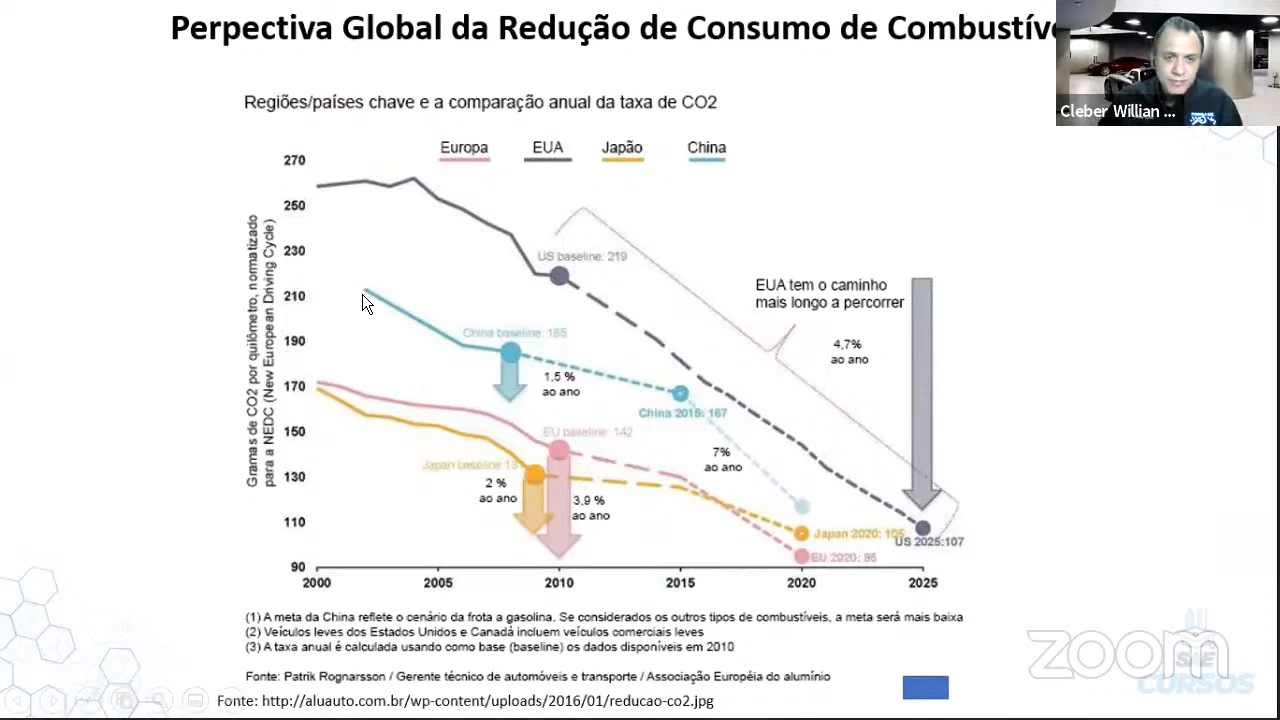 Perpectiva Global da Redução de Consumo de Combustíve
Cleber Willian ...
Regiões/países chave e a comparação anual da taxa de CO2
Europa EUA Japão China
270
250
230
210
190
170
150
130
110
90
Gramas de CO2 por quilômetro, normatizado
para a NEDC (New European Driving Cycle)
US baseline: 219
EUA tem o caminho
mais longo a percorrer
China baseline: 185
4,7%
ao ano
1,5 %
ao ano
China 2015: 167
EU baseline: 142
7%
ao ano
Japan baseline 13
2 %
ao ano
3,9 %
ao ano
Japan 2020: 105
US 2025:107
EU 2020: 95
2000 2005 2010 2015 2020 2025
(1) A meta da China reflete o cenário da frota a gasolina. Se considerados os outros tipos de combustíveis, a meta será mais baixa
(2) Veículos leves dos Estados Unidos e Canadá incluem veículos comerciais leves
(3) A taxa anual é calculada usando como base (baseline) os dados disponíveis em 2010
Fonte: Patrik Rognarsson / Gerente técnico de automóveis e transporte / Associação Européia do alumínio
Fonte: http://aluauto.com.br/wp-content/uploads/2016/01/reducao-co2.jpg
zoom
SAE
CURSOS